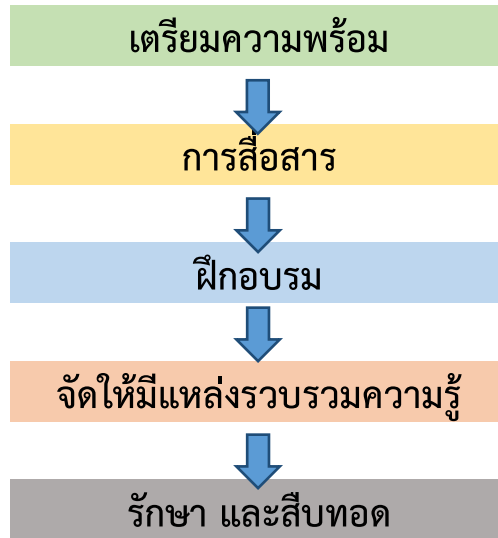 เตรียมความพร้อม
การสื่อสาร
ฝึกอบรม
จัดให้มีแหล่งรวบรวมความรู้
รักษา และสืบทอด